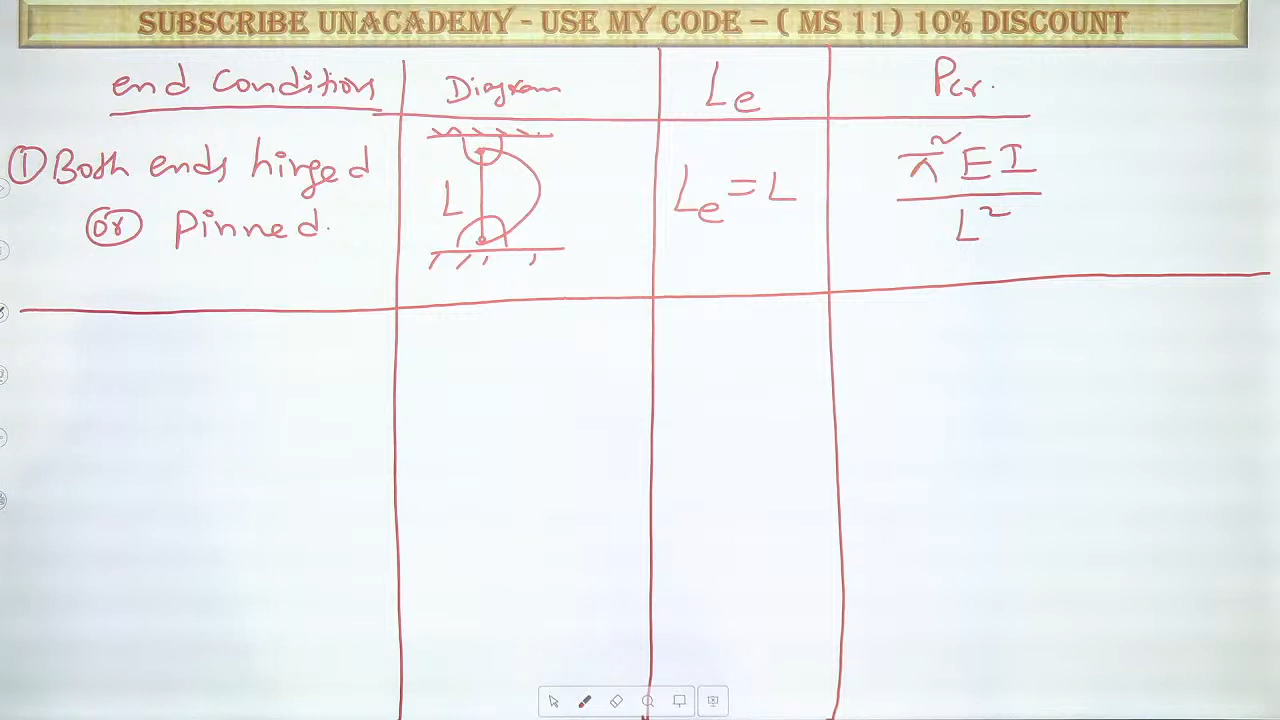 SUBSCRIBE UNACADEMY - USE MY CODE – ( MS 11) 10% DISCOUNT
end Condition Diagram Le Pcr.
① Both ends hinged
or pinned.
L
Le = L
π² EI
L²